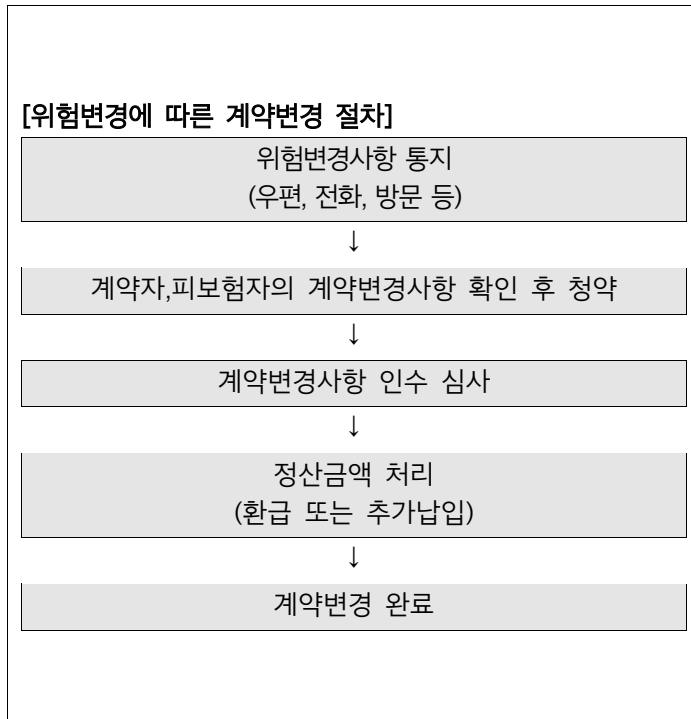 [위험변경에 따른 계약변경 절차]
위험변경사항 통지
(우편, 전화, 방문 등)
↓
계약자,피보험자의 계약변경사항 확인 후 청약
↓
계약변경사항 인수 심사
↓
정산금액 처리
(환급 또는 추가납입)
↓
계약변경 완료